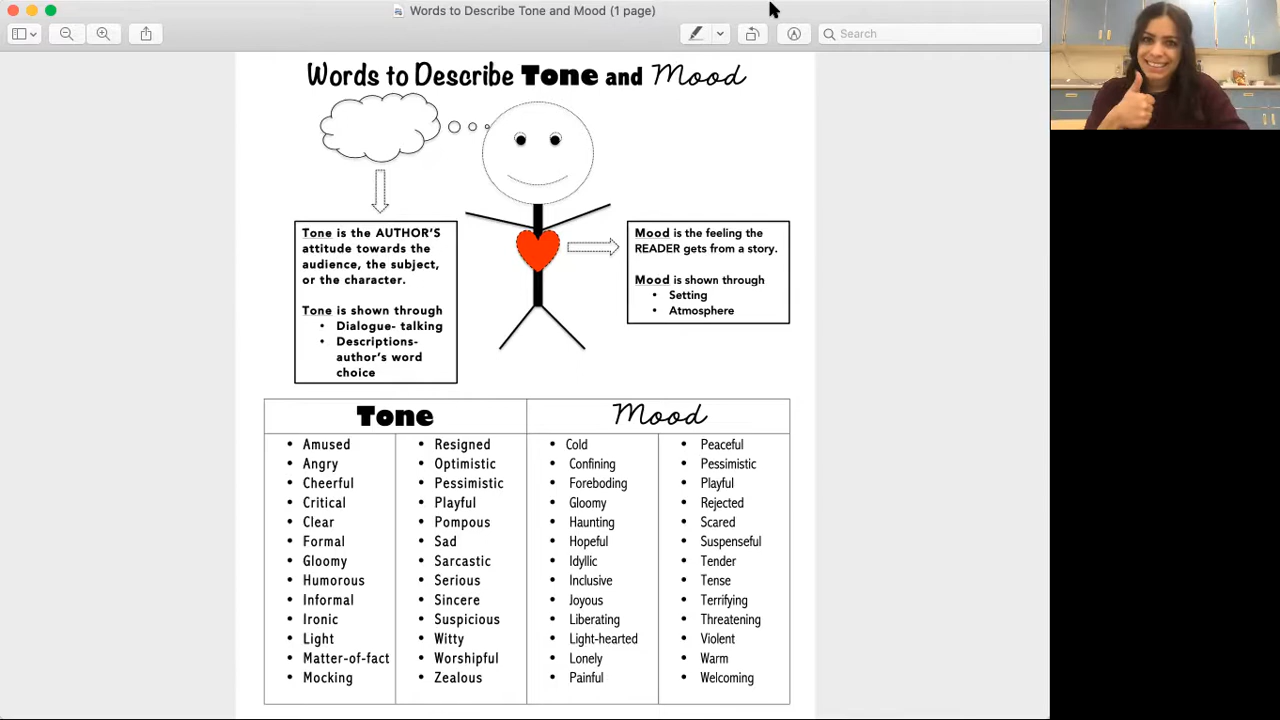 Words to Describe Tone and Mood (1 page)
Search
Words to Describe Tone and Mood
Tone is the AUTHOR'S
attitude towards the
audience, the subject,
or the character.
Tone is shown through
• Dialogue- talking
• Descriptions-
author's word
choice
Mood is the feeling the
READER gets from a story.
Mood is shown through
• Setting
• Atmosphere
Tone
• Amused
• Angry
• Cheerful
• Critical
• Clear
• Formal
• Gloomy
• Humorous
• Informal
• Ironic
• Light
• Matter-of-fact
• Mocking
• Resigned
• Optimistic
• Pessimistic
• Playful
• Pompous
• Sad
• Sarcastic
• Serious
• Sincere
• Suspicious
• Witty
• Worshipful
• Zealous
Mood
• Cold
• Confining
• Foreboding
• Gloomy
• Haunting
• Hopeful
• Idyllic
• Inclusive
• Joyous
• Liberating
• Light-hearted
• Lonely
• Painful
• Peaceful
• Pessimistic
• Playful
• Rejected
• Scared
• Suspenseful
• Tender
• Tense
• Terrifying
• Threatening
• Violent
• Warm
• Welcoming